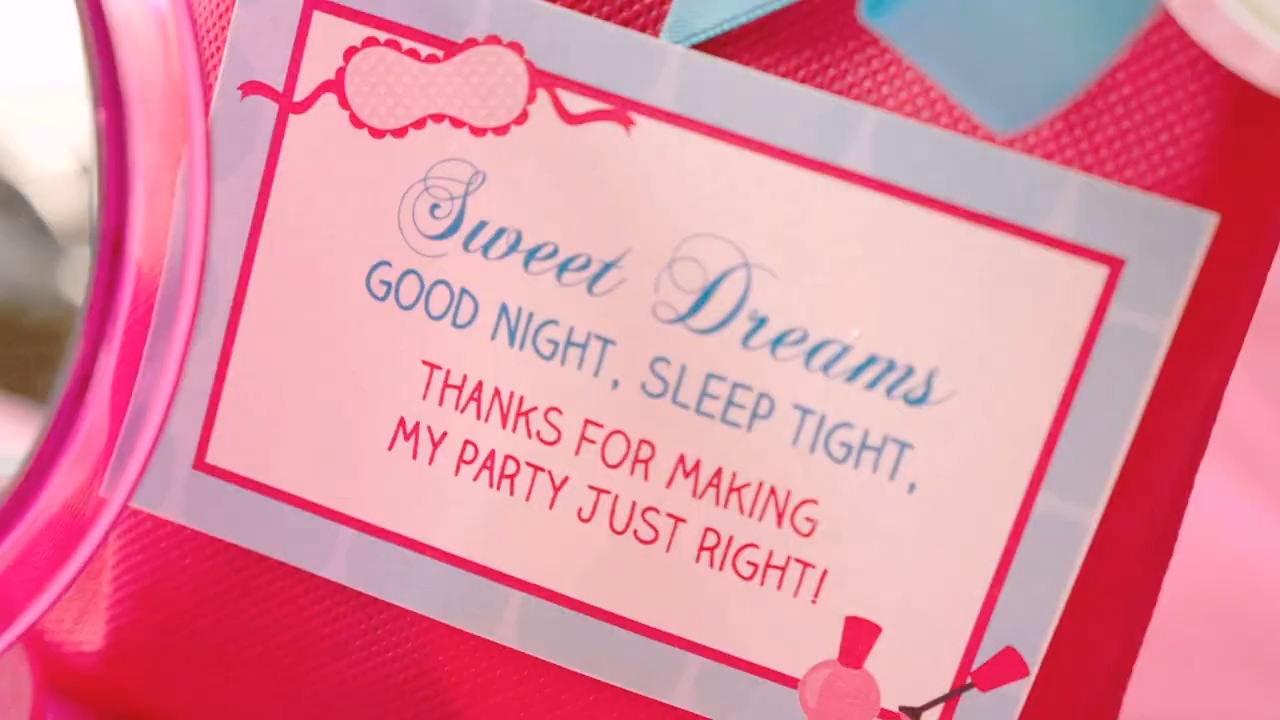 Sweet Dreams
GOOD NIGHT, SLEEP TIGHT,
THANKS FOR MAKING
MY PARTY JUST RIGHT!